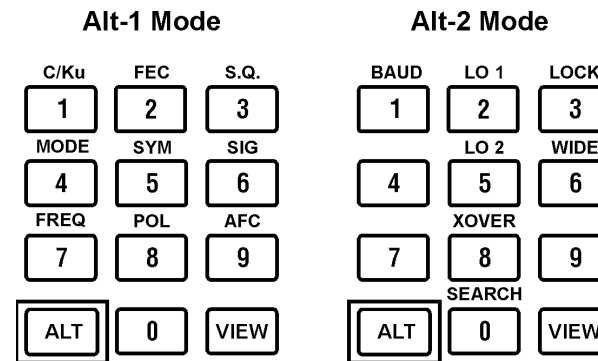 Alt-1 Mode Alt-2 Mode
C/Ku FEC S.Q. BAUD LO 1 LOCK
1 2 3 1 2 3
MODE SYM SIG LO 2 WIDE
4 5 6 4 5 6
FREQ POL AFC XOVER
7 8 9 7 8 9
SEARCH
ALT 0 VIEW ALT 0 VIEW